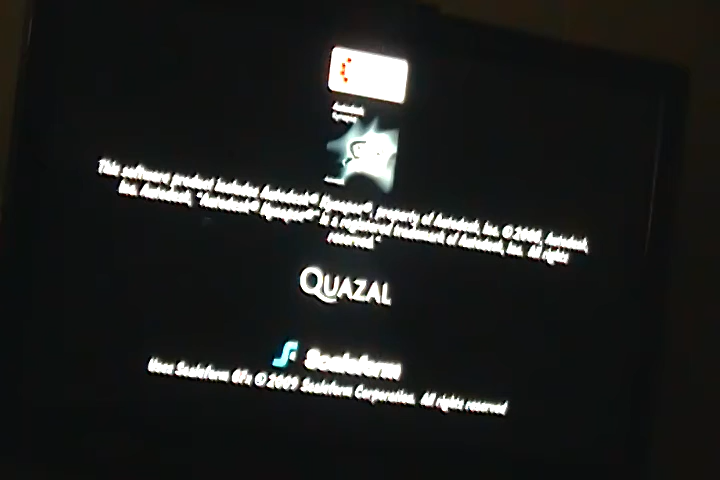 Autodesk
This software product includes Autodesk® Kynapse®, property of Autodesk, Inc. © 2009, Autodesk,
Inc. Autodesk, "Autodesk® Kynapse®" is a registered trademark of Autodesk, Inc. All rights
reserved."
QUAZAL
Scaleform
Uses Scaleform GFx © 2009 Scaleform Corporation. All rights reserved